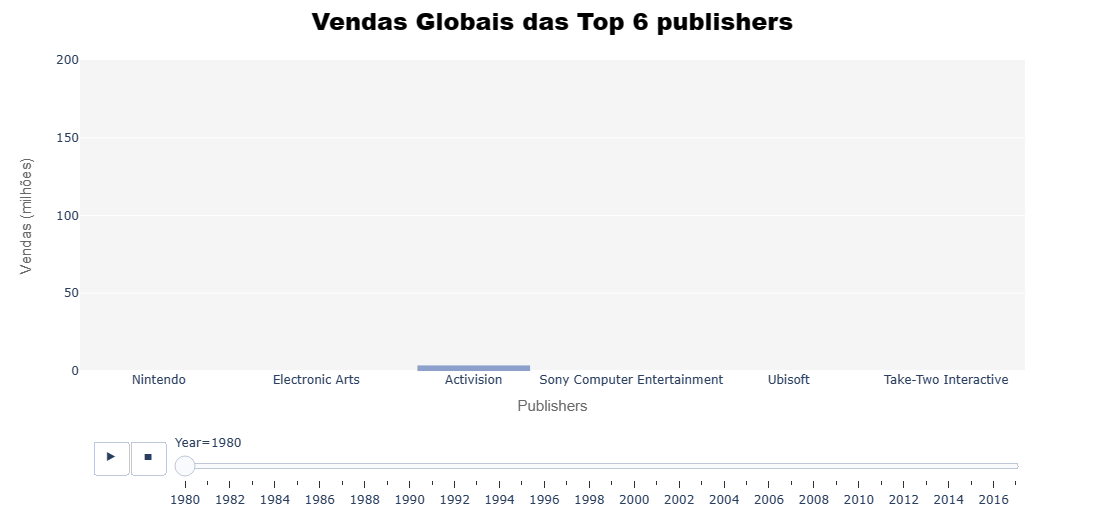 Vendas Globais das Top 6 publishers
200
150
100
50
0
Vendas (milhões)
Nintendo Electronic Arts Activision Sony Computer Entertainment Ubisoft Take-Two Interactive
Publishers
Year=1980
1980 1982 1984 1986 1988 1990 1992 1994 1996 1998 2000 2002 2004 2006 2008 2010 2012 2014 2016